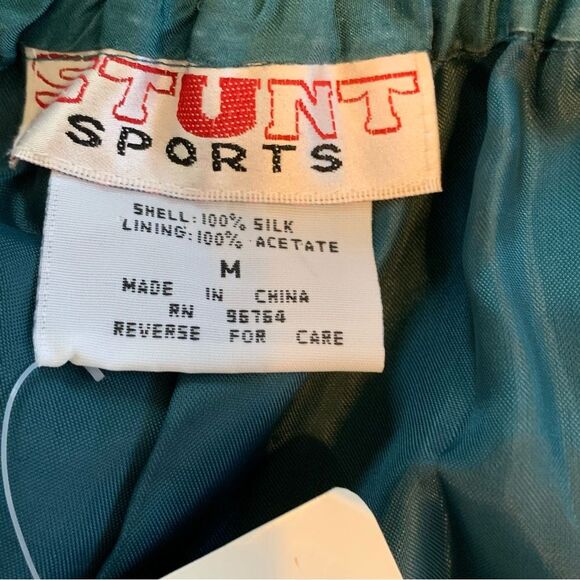 STUNT
SPORTS
SHELL: 100% SILK
LINING: 100% ACETATE
M
MADE IN CHINA
RN 96764
REVERSE FOR CARE